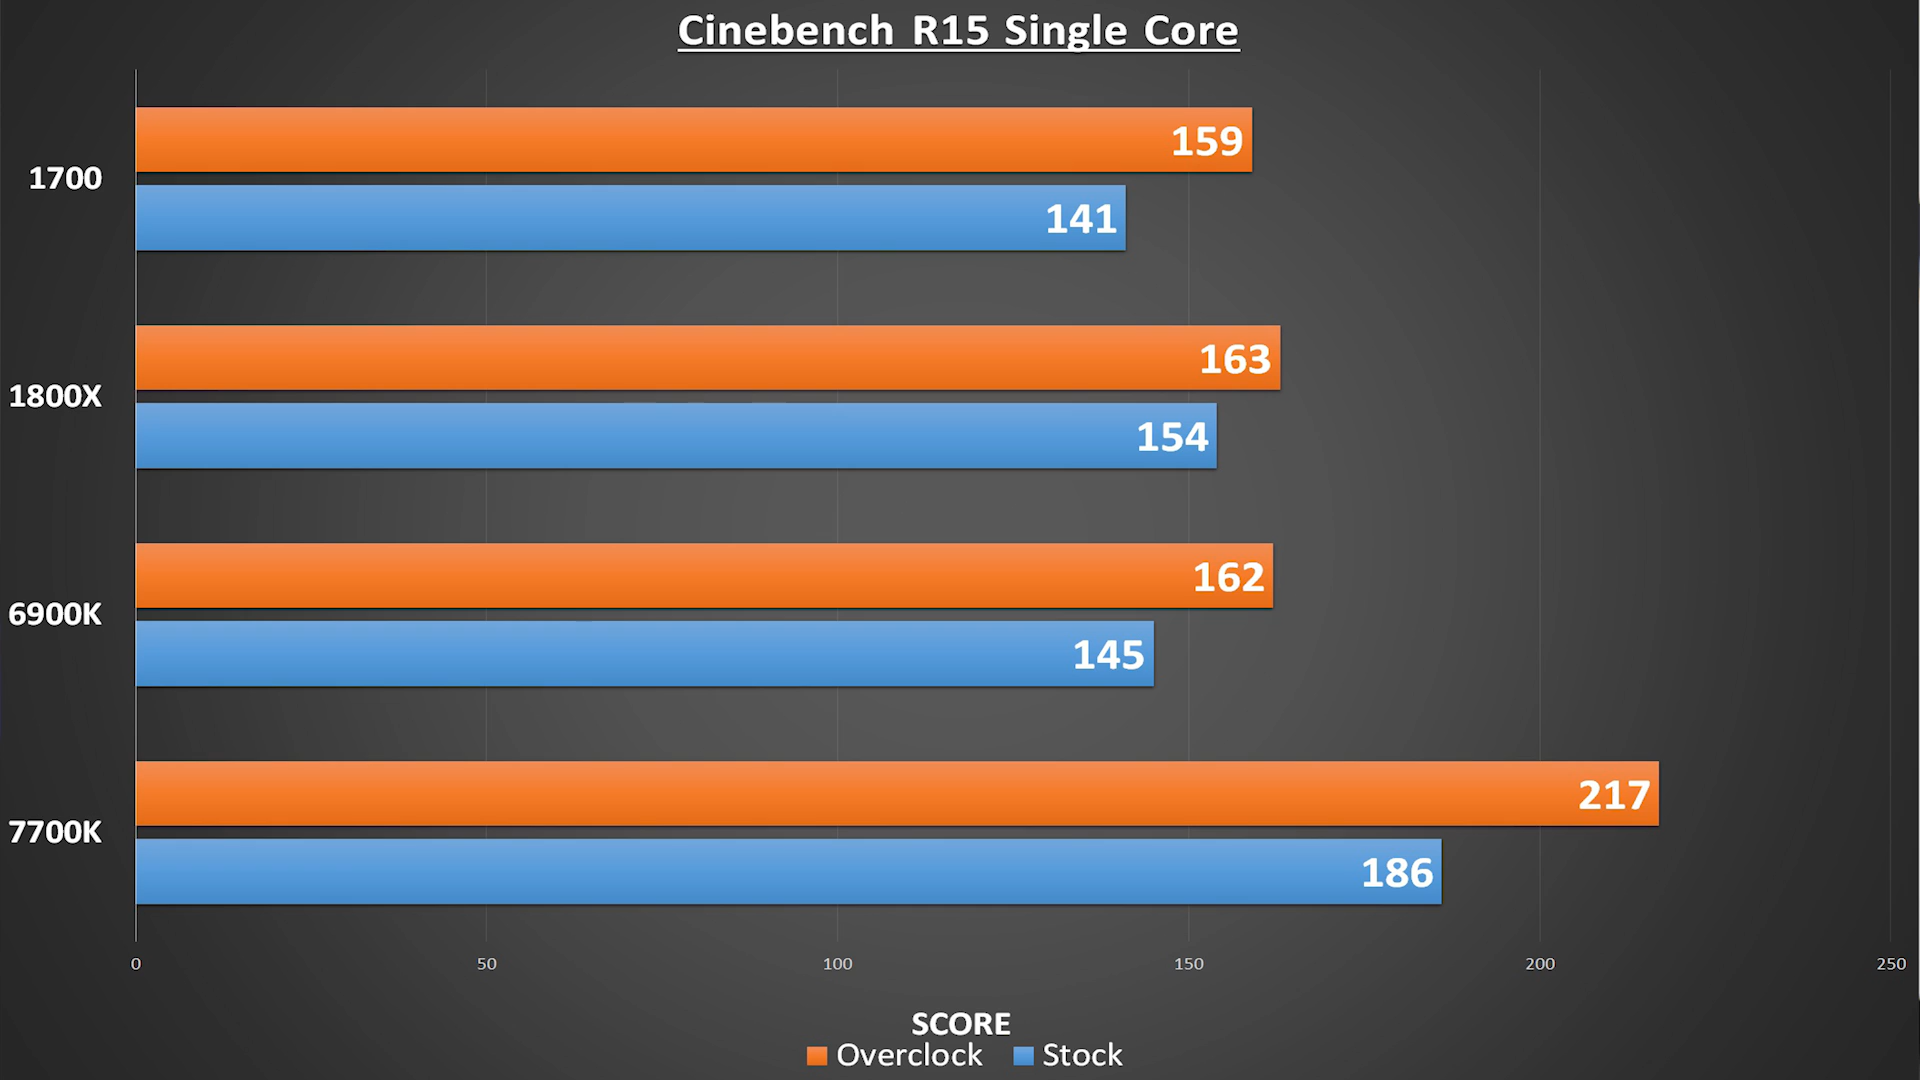 Cinebench R15 Single Core
159
1700
141
163
1800X
154
162
6900K
145
217
7700K
186
0 50 100 150 200 250
SCORE
Overclock Stock